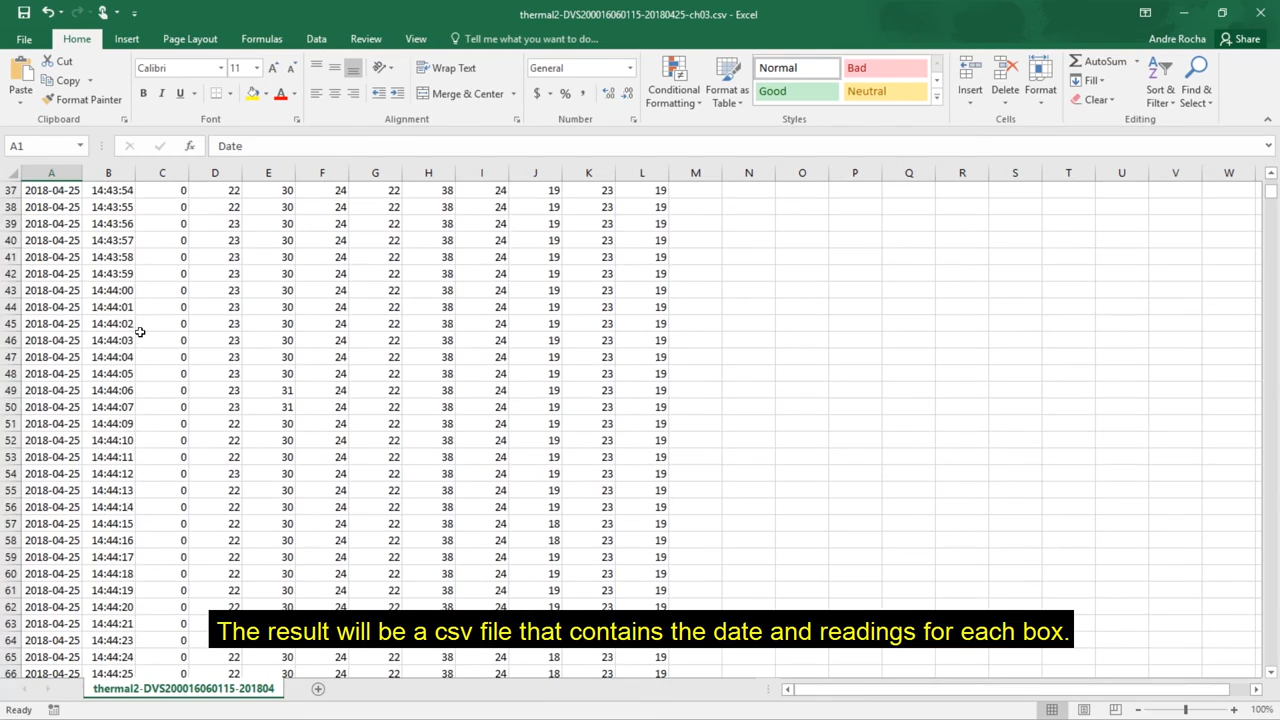 thermal2-DVS200016060115-20180425-ch03.csv - Excel
File Home Insert Page Layout Formulas Data Review View Tell me what you want to do... Andre Rocha Share
Cut Calibri 11 A A Wrap Text General Normal Bad AutoSum
Copy Fill
Paste Format Painter B I U A Merge & Center $ % , Conditional Formatting Format as Table Good Neutral Insert Delete Format Clear Sort & Filter Find & Select
Clipboard Font Alignment Number Styles Cells Editing
A1 fx Date
A B C D E F G H I J K L M N O P Q R S T U V W
37 2018-04-25 14:43:54 0 22 30 24 22 38 24 19 23 19
38 2018-04-25 14:43:55 0 22 30 24 22 38 24 19 23 19
39 2018-04-25 14:43:56 0 23 30 24 22 38 24 19 23 19
40 2018-04-25 14:43:57 0 23 30 24 22 38 24 19 23 19
41 2018-04-25 14:43:58 0 23 30 24 22 38 24 19 23 19
42 2018-04-25 14:43:59 0 23 30 24 22 38 24 19 23 19
43 2018-04-25 14:44:00 0 23 30 24 22 38 24 19 23 19
44 2018-04-25 14:44:01 0 23 30 24 22 38 24 19 23 19
45 2018-04-25 14:44:02 0 23 30 24 22 38 24 19 23 19
46 2018-04-25 14:44:03 0 23 30 24 22 38 24 19 23 19
47 2018-04-25 14:44:04 0 23 30 24 22 38 24 19 23 19
48 2018-04-25 14:44:05 0 23 30 24 22 38 24 19 23 19
49 2018-04-25 14:44:06 0 23 31 24 22 38 24 19 23 19
50 2018-04-25 14:44:07 0 23 31 24 22 38 24 19 23 19
51 2018-04-25 14:44:09 0 22 30 24 22 38 24 19 23 19
52 2018-04-25 14:44:10 0 22 30 24 22 38 24 19 23 19
53 2018-04-25 14:44:11 0 22 30 24 22 38 24 19 23 19
54 2018-04-25 14:44:12 0 23 30 24 22 38 24 19 23 19
55 2018-04-25 14:44:13 0 22 30 24 22 38 24 19 23 19
56 2018-04-25 14:44:14 0 22 30 24 22 38 24 19 23 19
57 2018-04-25 14:44:15 0 22 30 24 22 38 24 18 23 19
58 2018-04-25 14:44:16 0 22 30 24 22 38 24 18 23 19
59 2018-04-25 14:44:17 0 22 30 24 22 38 24 19 23 19
60 2018-04-25 14:44:18 0 22 30 24 22 38 24 19 23 19
61 2018-04-25 14:44:19 0 22 30 24 22 38 24 19 23 19
62 2018-04-25 14:44:20 0 22 30 24 22 38 24 19 23 19
63 2018-04-25 14:44:21 0
The result will be a csv file that contains the date and readings for each box.
64 2018-04-25 14:44:23 0
65 2018-04-25 14:44:24 0 22 30 24 22 38 24 18 23 19
66 2018-04-25 14:44:25 0 22 30 24 22 38 24 18 23 19
thermal2-DVS200016060115-201804
Ready 100%